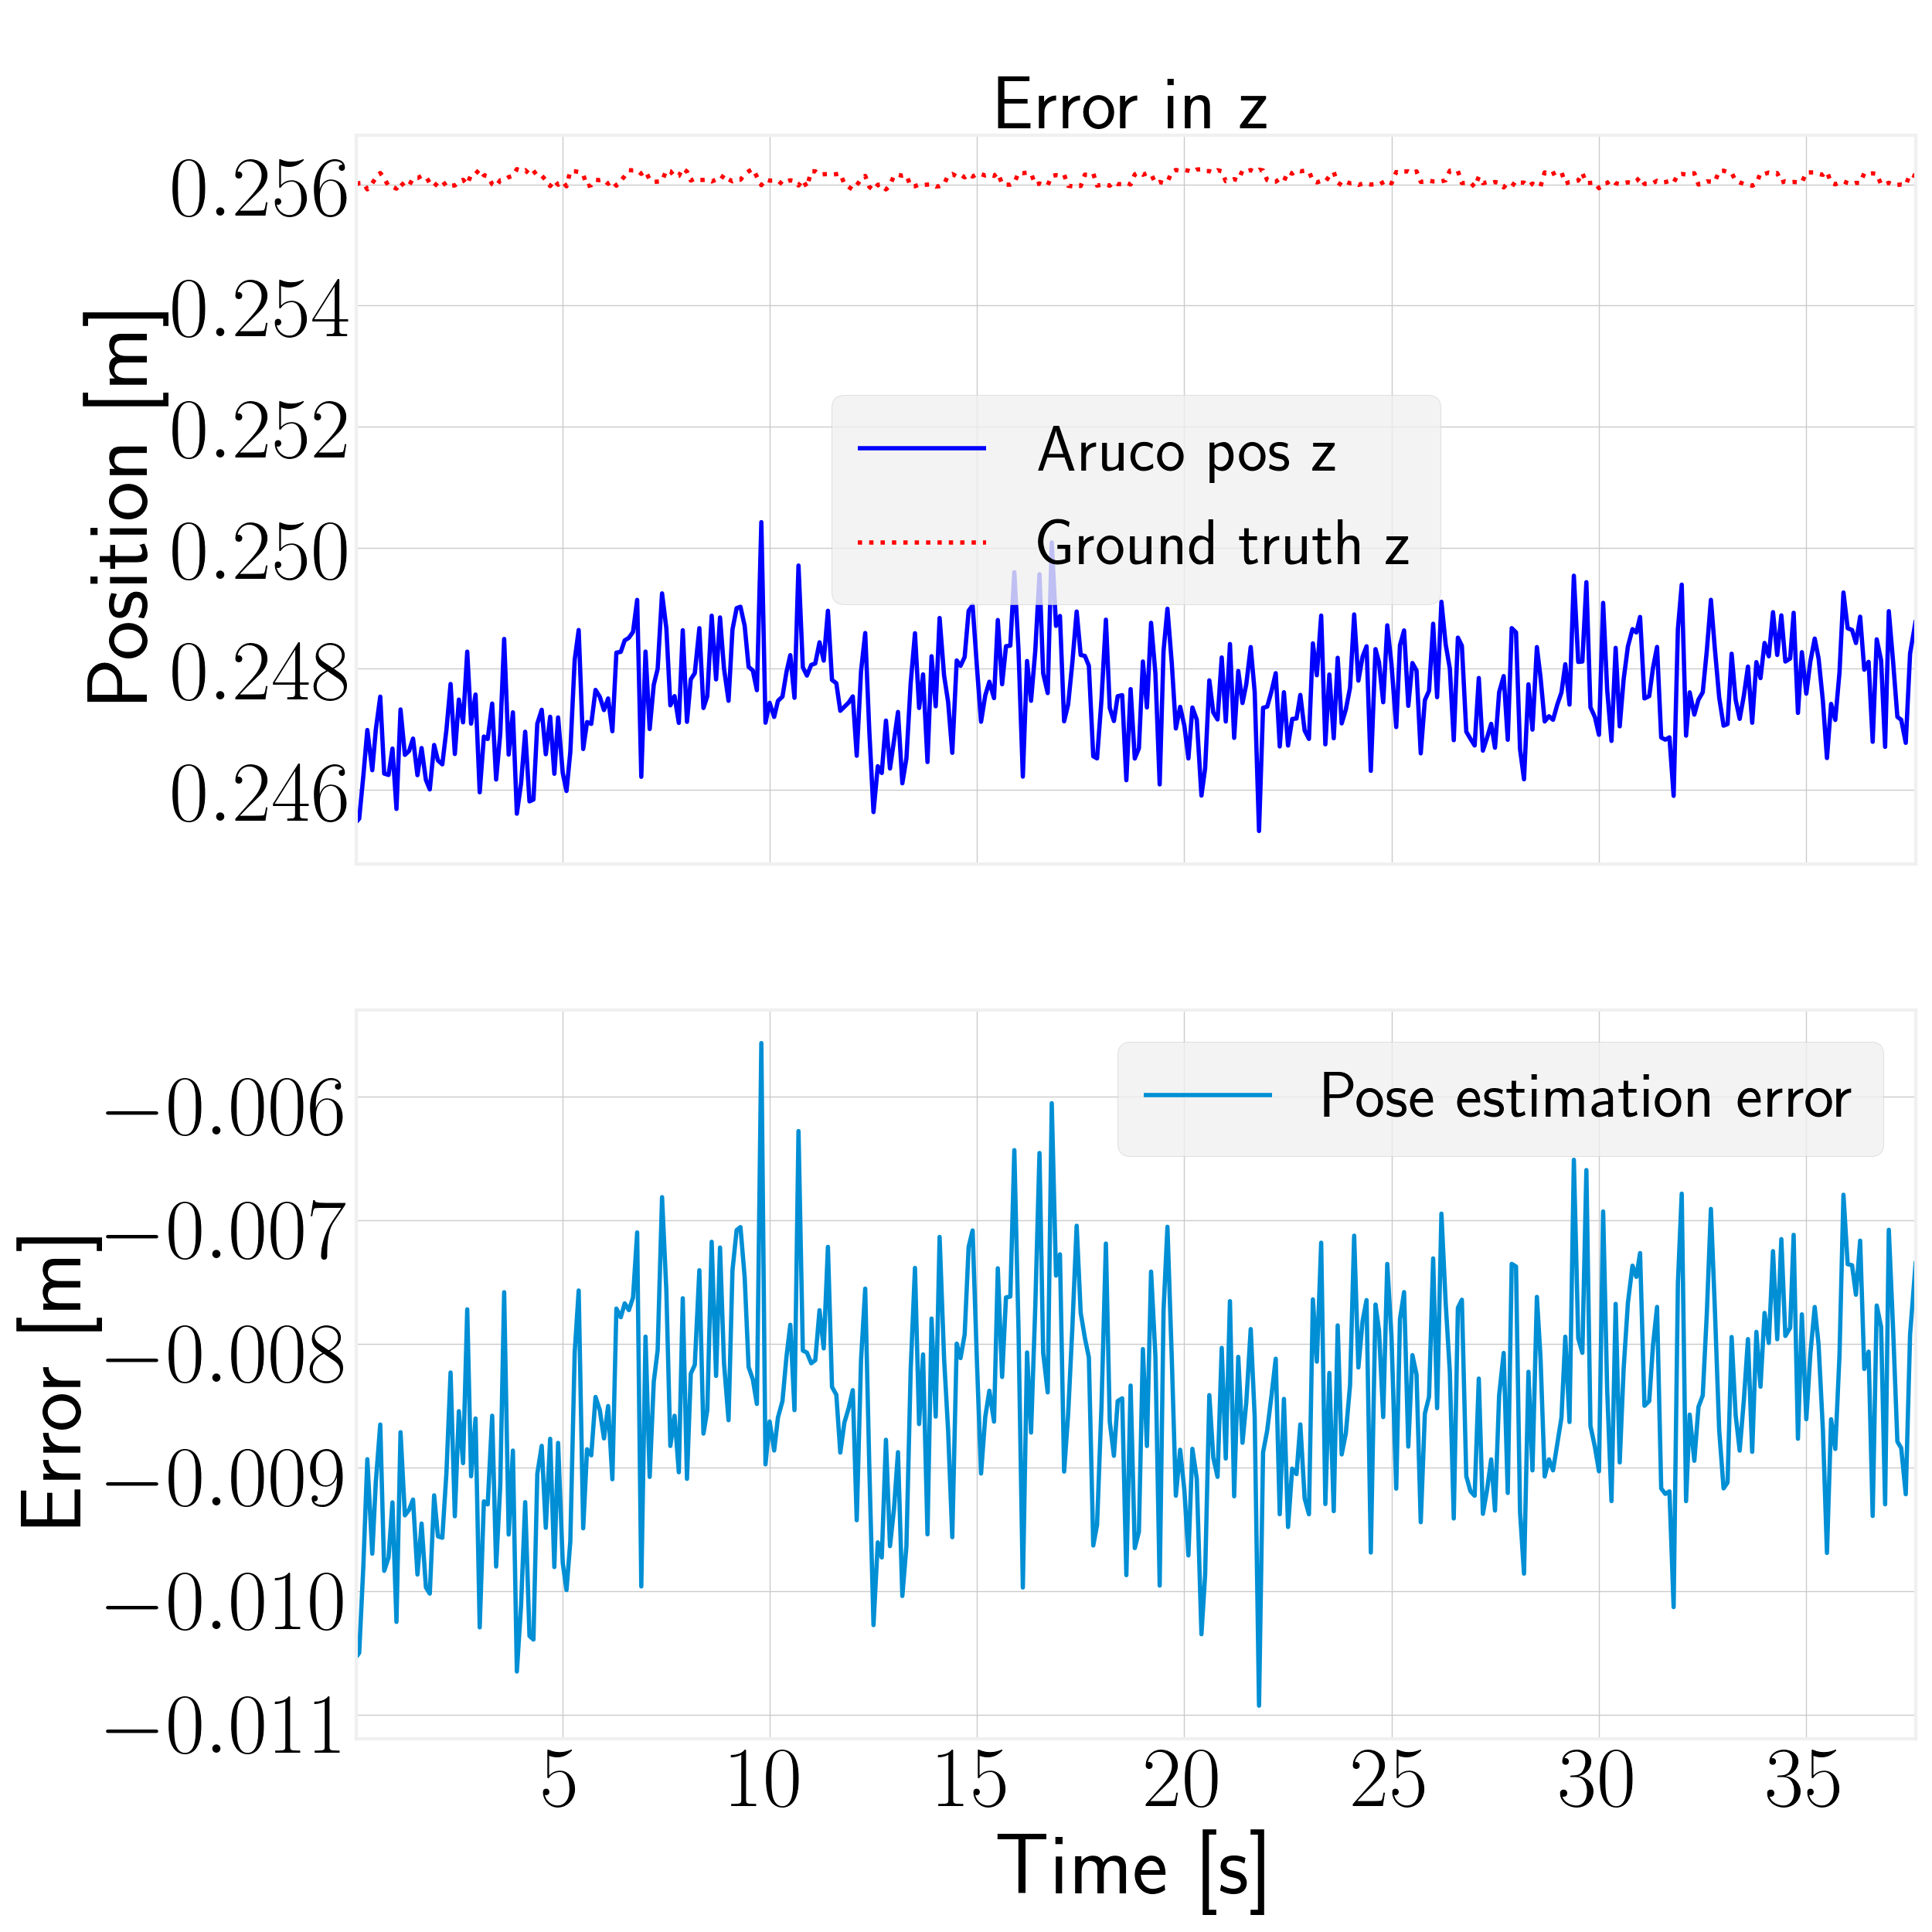 Error in z
Position [m]
0.256
0.254
0.252
0.250
0.248
0.246
Aruco pos z
Ground truth z
Error [m]
−0.006
−0.007
−0.008
−0.009
−0.010
−0.011
Pose estimation error
5 10 15 20 25 30 35
Time [s]